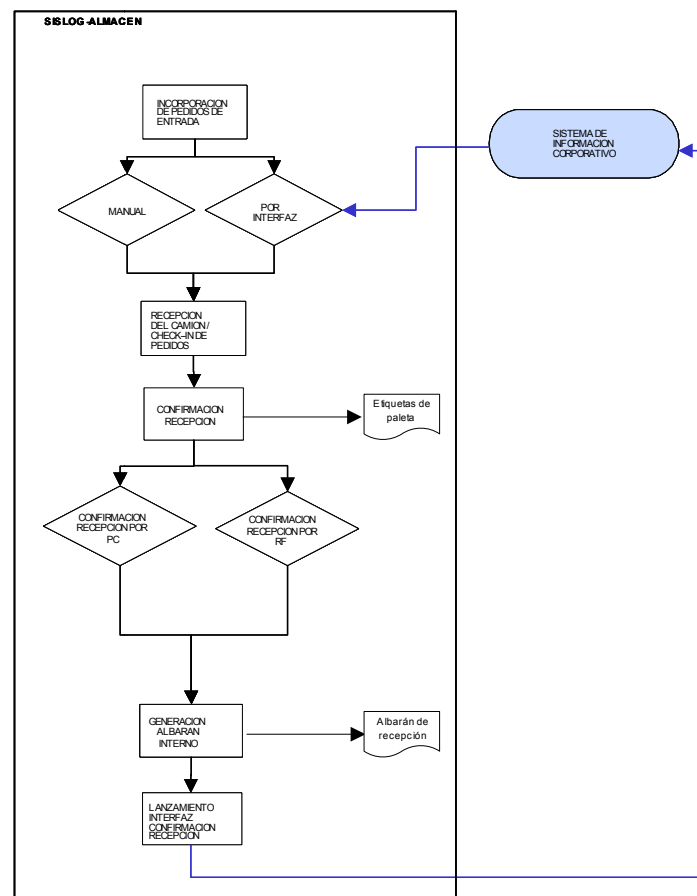 SISLOG-ALMACEN
INCORPORACION
DE PEDIDOS DE
ENTRADA
SISTEMA DE
INFORMACION
CORPORATIVO
MANUAL
POR
INTERFAZ
RECEPCION
DEL CAMION /
CHECK-IN DE
PEDIDOS
CONFIRMACION
RECEPCION
Etiquetas de
paleta
CONFIRMACION
RECEPCION POR
PC
CONFIRMACION
RECEPCION POR
RF
GENERACION
ALBARAN
INTERNO
Albarán de
recepción
LANZAMIENTO
INTERFAZ
CONFIRMACION
RECEPCION